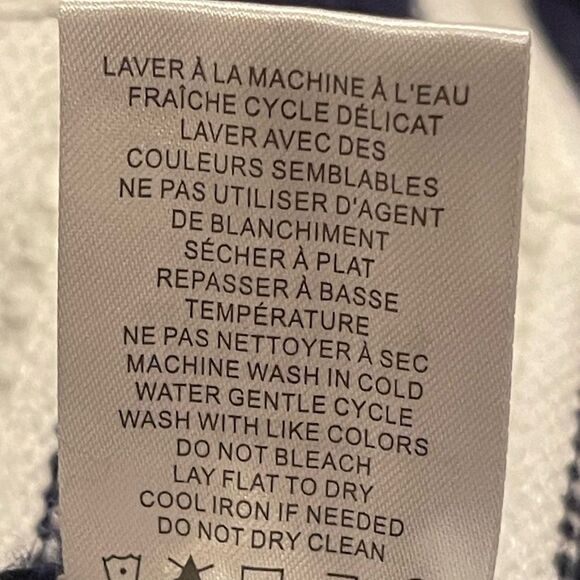 LAVER À LA MACHINE À L'EAU
FRAÎCHE CYCLE DÉLICAT
LAVER AVEC DES
COULEURS SEMBLABLES
NE PAS UTILISER D'AGENT
DE BLANCHIMENT
SÉCHER À PLAT
REPASSER À BASSE
TEMPÉRATURE
NE PAS NETTOYER À SEC
MACHINE WASH IN COLD
WATER GENTLE CYCLE
WASH WITH LIKE COLORS
DO NOT BLEACH
LAY FLAT TO DRY
COOL IRON IF NEEDED
DO NOT DRY CLEAN